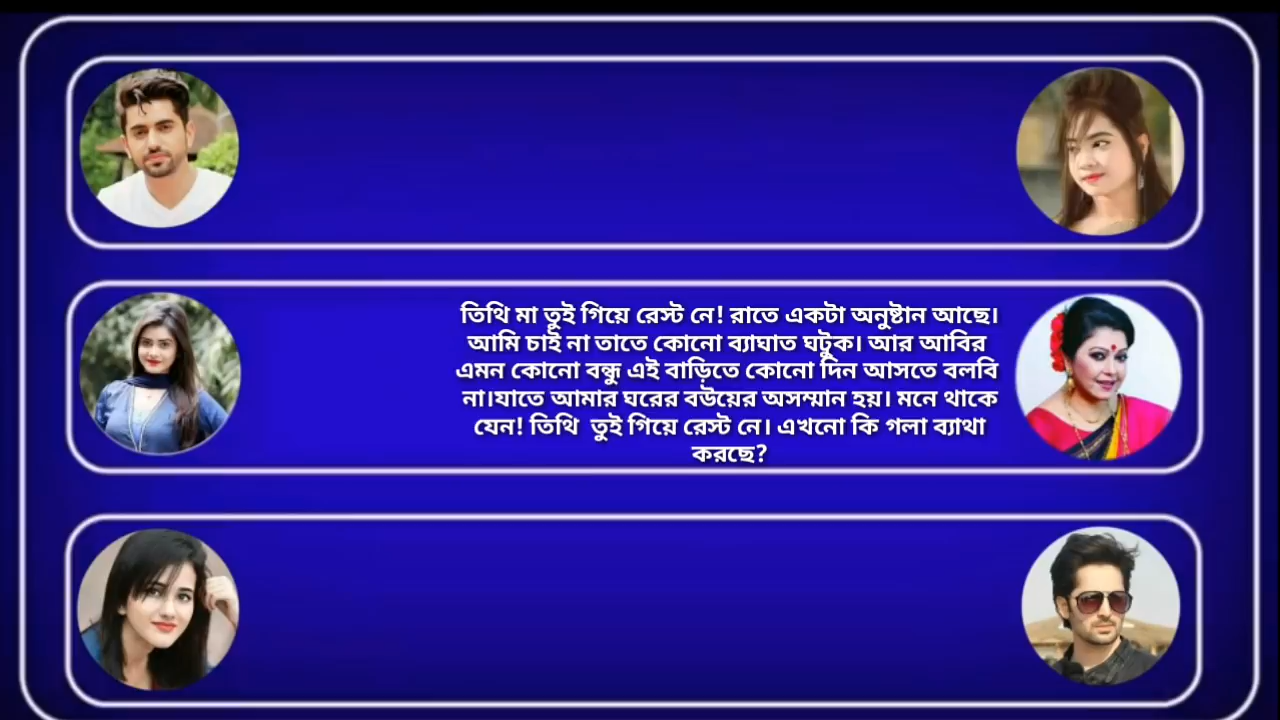 তিথি মা তুই গিয়ে রেস্ট নে! রাতে একটা অনুষ্টান আছে।
আমি চাই না তাতে কোনো ব্যাঘাত ঘটুক। আর আবির
এমন কোনো বন্ধু এই বাড়িতে কোনো দিন আসতে বলবি
না।যাতে আমার ঘরের বউয়ের অসম্মান হয়। মনে থাকে
যেন! তিথি তুই গিয়ে রেস্ট নে। এখনো কি গলা ব্যাথা
করছে?